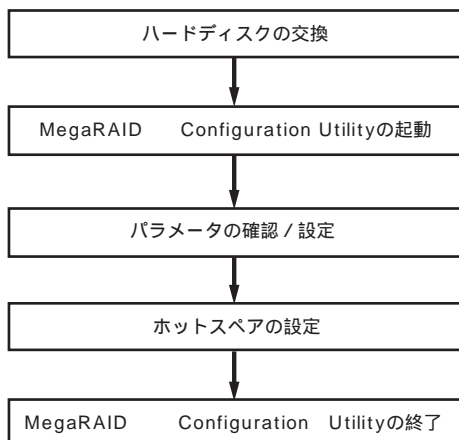 ハードディスクの交換
MegaRAID Configuration Utilityの起動
パラメータの確認 / 設定
ホットスペアの設定
MegaRAID Configuration Utilityの終了